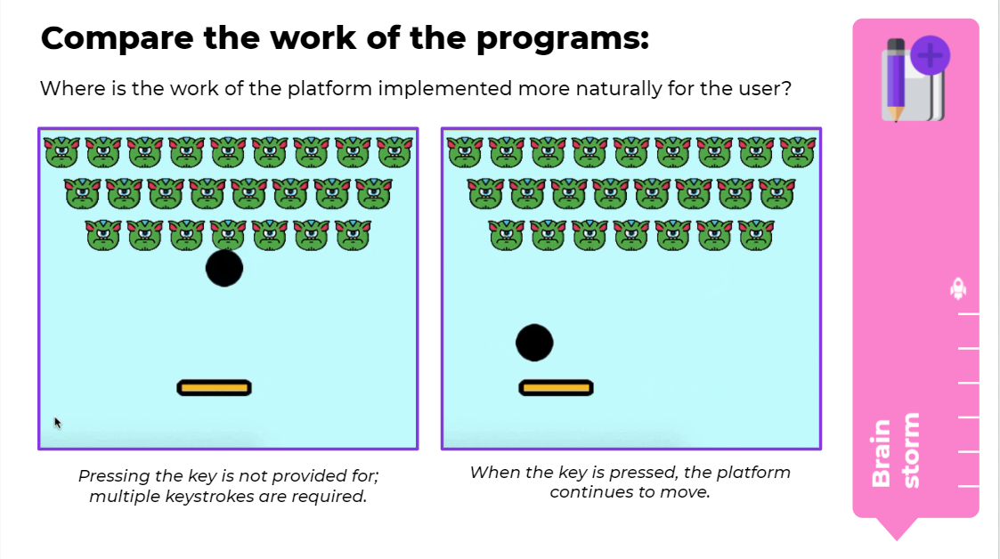 Compare the work of the programs:
Where is the work of the platform implemented more naturally for the user?
Pressing the key is not provided for;
multiple keystrokes are required.
When the key is pressed, the platform
continues to move.
Brain
storm